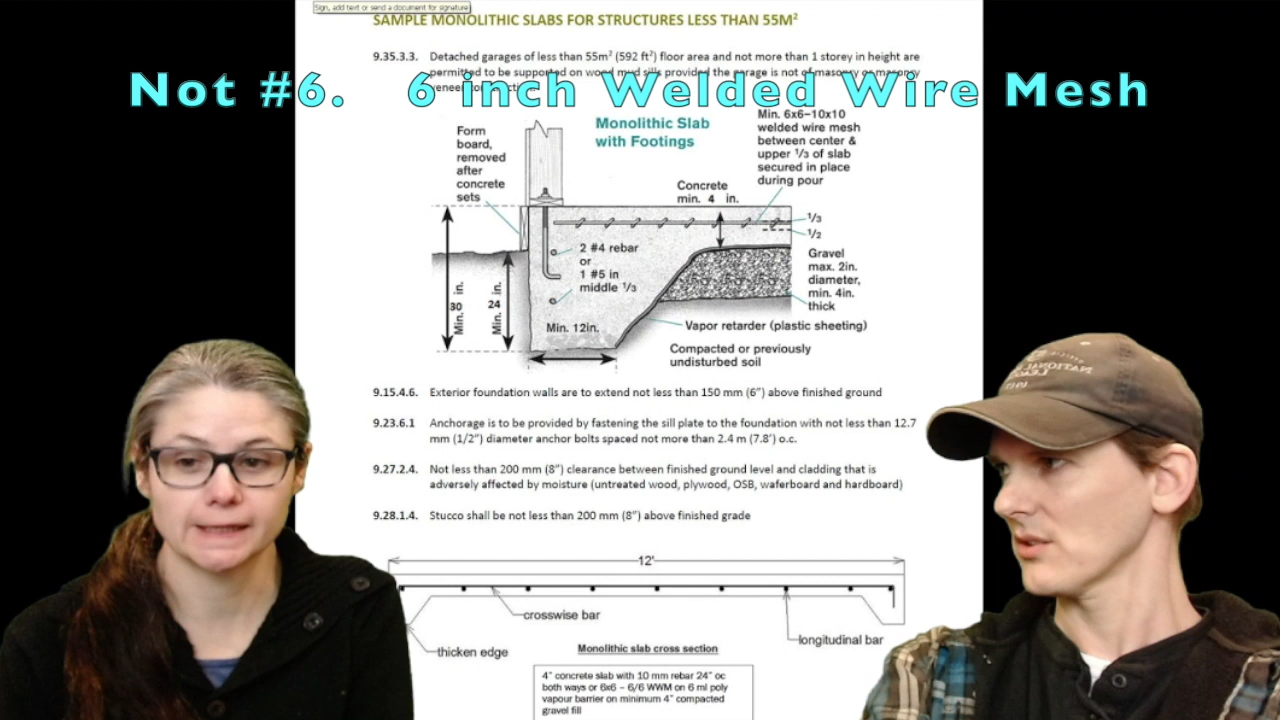 Sign, add text or send a document for signature
SAMPLE MONOLITHIC SLABS FOR STRUCTURES LESS THAN 55M²
9.35.3.3. Detached garages of less than 55m² (592 ft²) floor area and not more than 1 storey in height are
permitted to be supported on wood mud sills provided the garage is not of masonry or masonry
Not #6. 6 inch Welded Wire Mesh
Monolithic Slab
with Footings
Min. 6x6–10x10
welded wire mesh
between center &
upper 1/3 of slab
secured in place
during pour
Form
board,
removed
after
concrete
sets
Concrete
min. 4 in.
1/3
1/2
2 #4 rebar
or
1 #5 in
middle 1/3
Gravel
max. 2in.
diameter,
min. 4in.
thick
Min. 30 in.
Min. 24 in.
Min. 12in.
Vapor retarder (plastic sheeting)
Compacted or previously
undisturbed soil
9.15.4.6. Exterior foundation walls are to extend not less than 150 mm (6”) above finished ground
9.23.6.1 Anchorage is to be provided by fastening the sill plate to the foundation with not less than 12.7
mm (1/2”) diameter anchor bolts spaced not more than 2.4 m (7.8’) o.c.
9.27.2.4. Not less than 200 mm (8”) clearance between finished ground level and cladding that is
adversely affected by moisture (untreated wood, plywood, OSB, waferboard and hardboard)
9.28.1.4. Stucco shall be not less than 200 mm (8”) above finished grade
12'
crosswise bar
longitudinal bar
thickened edge
Monolithic slab cross section
4" concrete slab with 10 mm rebar 24" oc
both ways or 6x6 - 6/6 WWM on 6 ml poly
vapour barrier on minimum 4" compacted
gravel fill